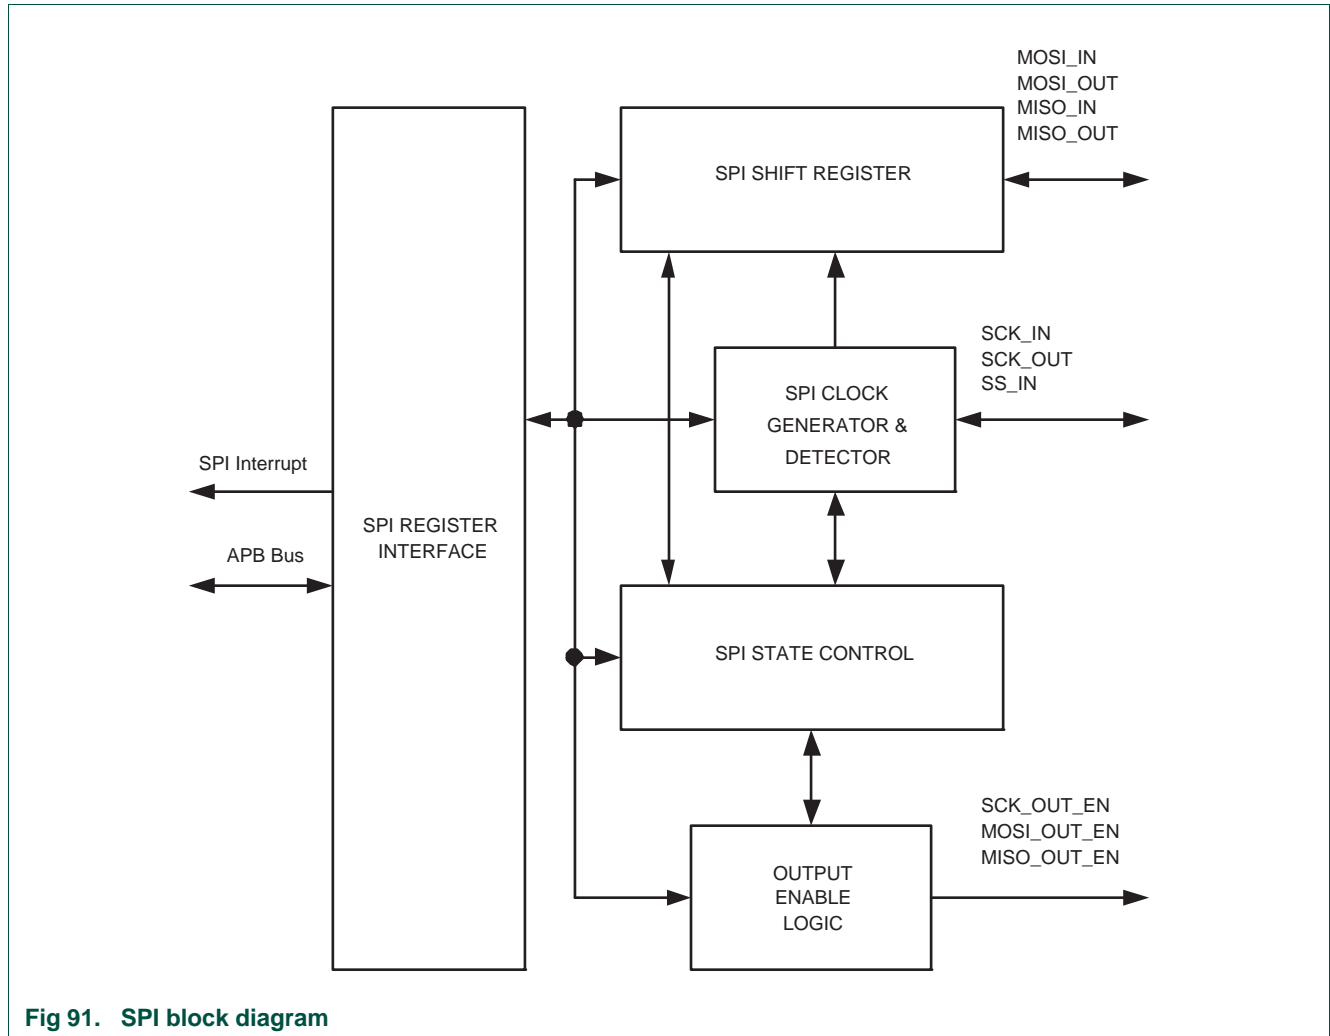 MOSI_IN
MOSI_OUT
MISO_IN
MISO_OUT
SPI SHIFT REGISTER
SCK_IN
SCK_OUT
SS_IN
SPI CLOCK
GENERATOR &
DETECTOR
SPI Interrupt
SPI REGISTER
INTERFACE
APB Bus
SPI STATE CONTROL
SCK_OUT_EN
MOSI_OUT_EN
MISO_OUT_EN
OUTPUT
ENABLE
LOGIC
Fig 91. SPI block diagram